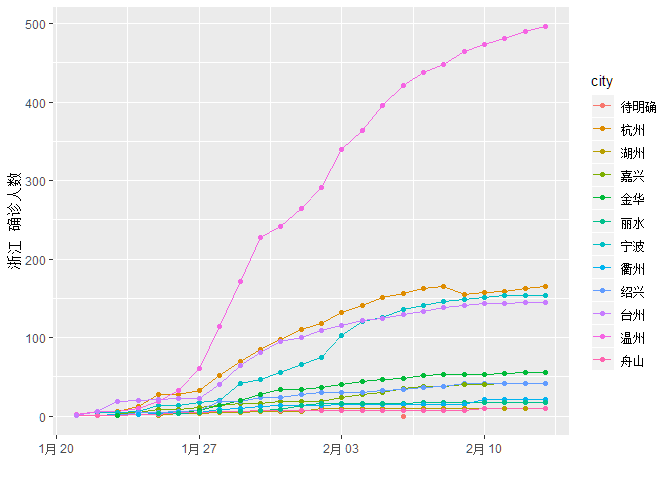 浙江 确诊人数
500
400
300
200
100
0
1月 20
1月 27
2月 03
2月 10
city
待明确
杭州
湖州
嘉兴
金华
丽水
宁波
衢州
绍兴
台州
温州
舟山